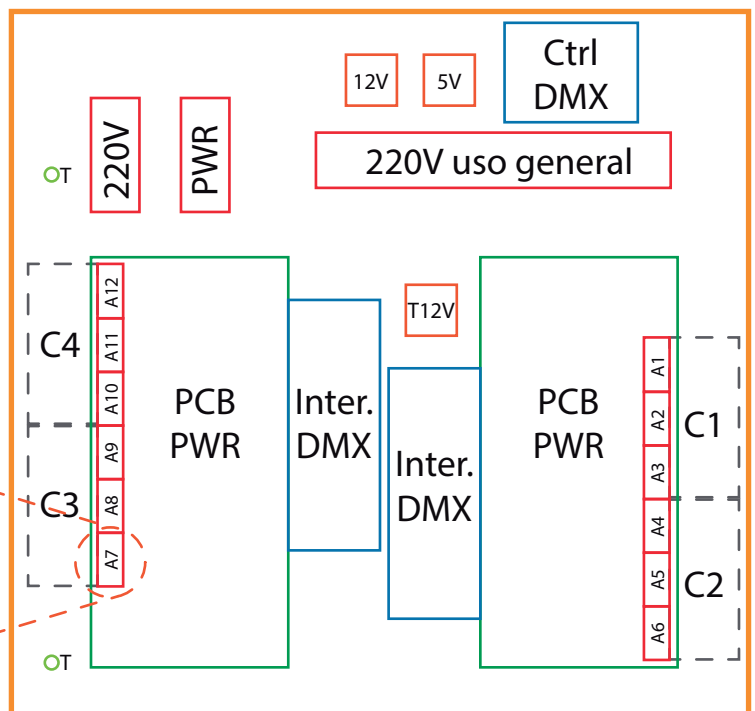 Ctrl
DMX
12V
5V
220V
PWR
220V uso general
T
A12
A11
A10
A9
A8
A7
C4
C3
PCB
PWR
Inter.
DMX
T12V
Inter.
DMX
PCB
PWR
A1
A2
A3
A4
A5
A6
C1
C2
T